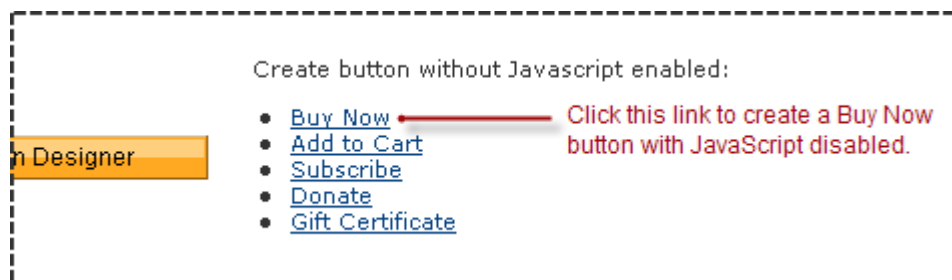 Create button without Javascript enabled:
Buy Now
Click this link to create a Buy Now
button with JavaScript disabled.
Add to Cart
n Designer
Subscribe
Donate
Gift Certificate